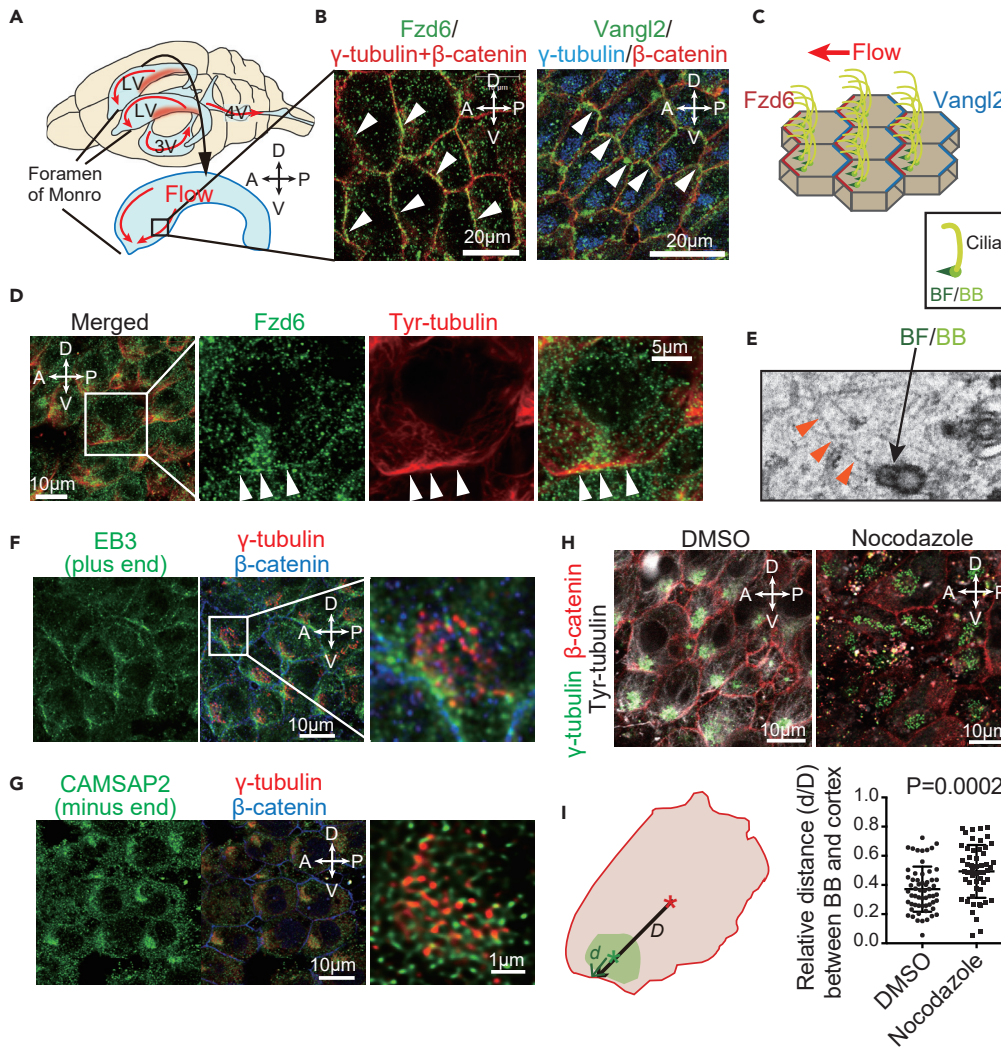 A
LV
LV
4V
3V
Foramen
of Monro
D
A P
V
Flow
B
Fzd6/
γ-tubulin+β-catenin
D
A P
V
20μm
Vangl2/
γ-tubulin/β-catenin
D
A P
V
20μm
C
Flow
Fzd6
Vangl2
Cilia
BF/BB
D
Merged
Fzd6
Tyr-tubulin
D
A P
V
10μm
5μm
E
BF/BB
F
EB3
(plus end)
γ-tubulin
β-catenin
D
A P
V
10μm
G
CAMSAP2
(minus end)
γ-tubulin
β-catenin
D
A P
V
10μm
1μm
H
DMSO
Nocodazole
γ-tubulin β-catenin
Tyr-tubulin
D
A P
V
10μm
D
A P
V
10μm
I
D
d
Relative distance (d/D)
between BB and cortex
P=0.0002
1.0
0.8
0.6
0.4
0.2
0.0
DMSO
Nocodazole